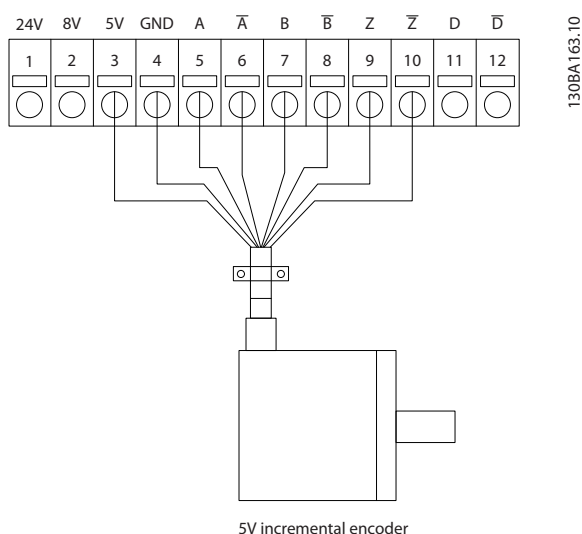 24V 8V 5V GND A A̅ B B̅ Z Z̅ D D̅
1 2 3 4 5 6 7 8 9 10 11 12
130BA163.10
5V incremental encoder